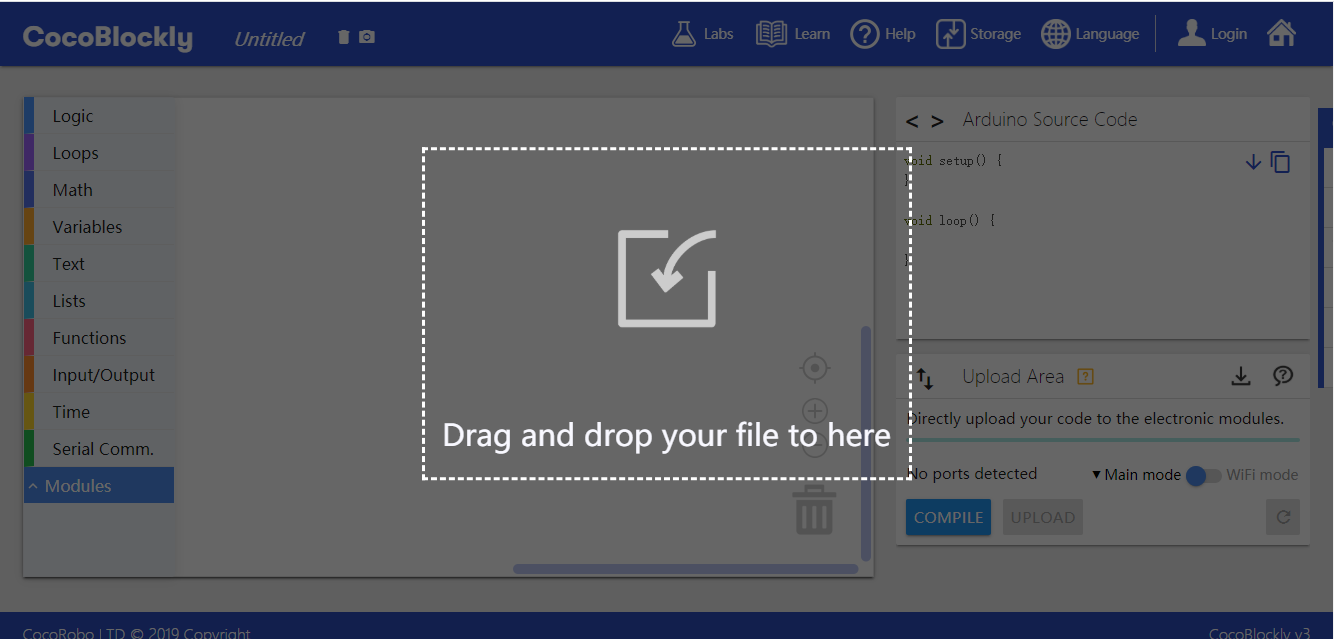 CocoBlockly
Untitled
Labs
Learn
Help
Storage
Language
Login
Logic
Loops
Math
Variables
Text
Lists
Functions
Input/Output
Time
Serial Comm.
Modules
Drag and drop your file to here
< > Arduino Source Code
void setup() {
}
void loop() {
}
Upload Area ?
Directly upload your code to the electronic modules.
No ports detected
Main mode
WiFi mode
COMPILE
UPLOAD
CocoRobo LTD © 2019 Copyright
CocoBlockly v3